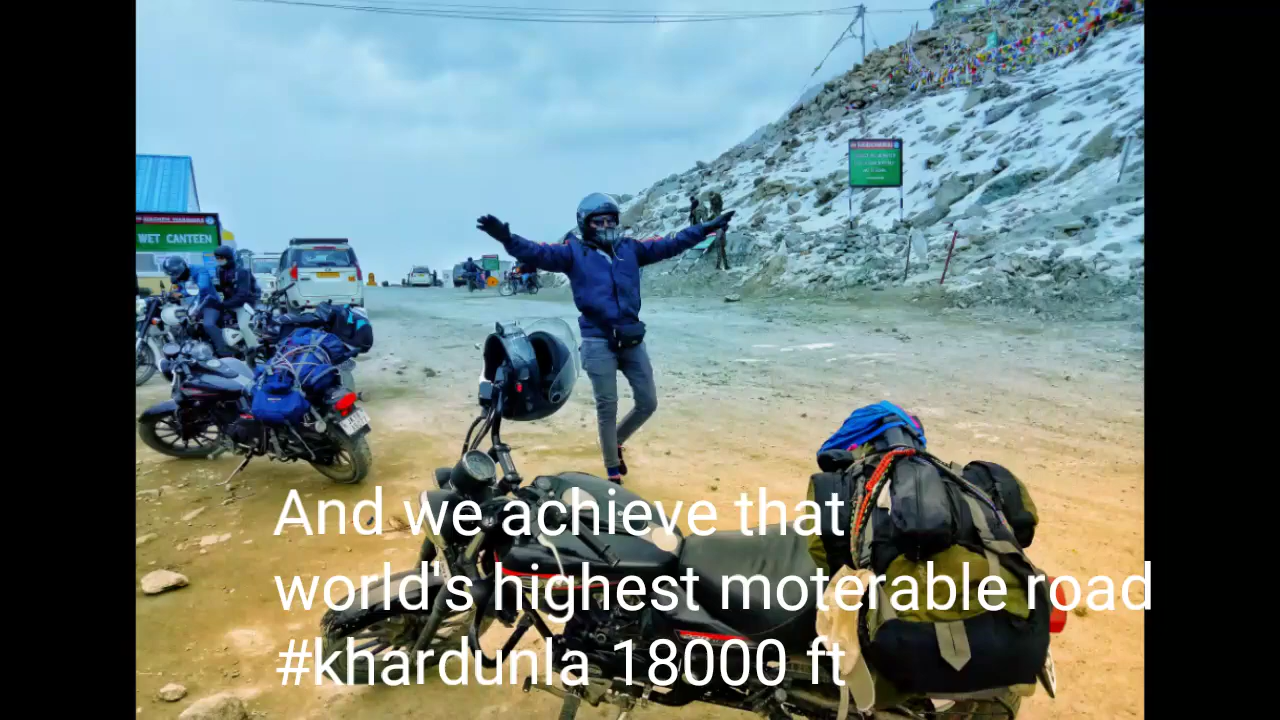 WET CANTEEN
And we achieve that
world's highest moterable road
#khardunla 18000 ft